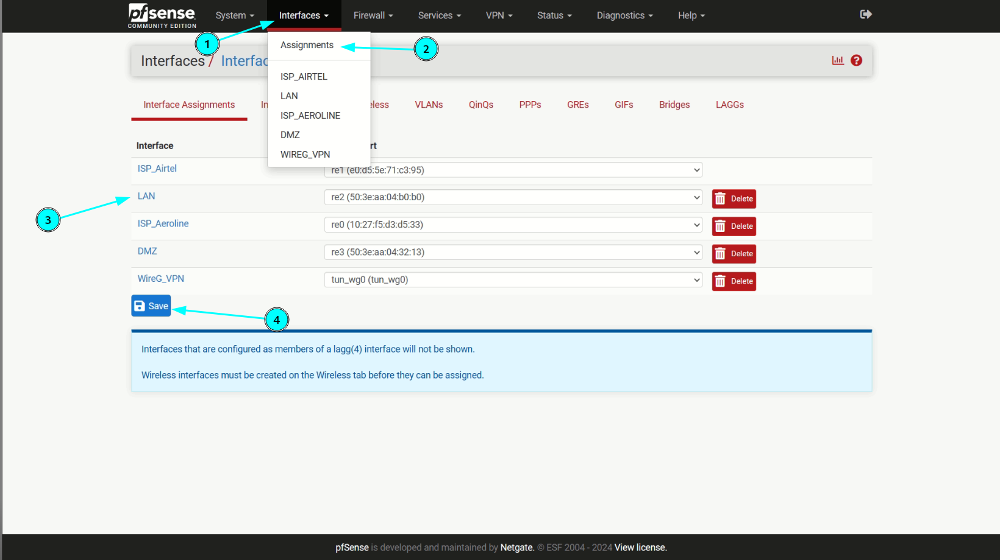 pfsense
COMMUNITY EDITION
System
Interfaces
Firewall
Services
VPN
Status
Diagnostics
Help
1
2
Assignments
ISP_AIRTEL
LAN
ISP_AEROLINE
DMZ
WIREG_VPN
Interfaces / Interfac
Interface Assignments
In
eless
VLANs
QinQs
PPPs
GREs
GIFs
Bridges
LAGGs
Interface
rt
ISP_Airtel
re1 (e0:d5:5e:71:c3:95)
LAN
re2 (50:3e:aa:04:b0:b0)
Delete
3
ISP_Aeroline
re0 (10:27:f5:d3:d5:33)
Delete
DMZ
re3 (50:3e:aa:04:32:13)
Delete
WireG_VPN
tun_wg0 (tun_wg0)
Delete
Save
4
Interfaces that are configured as members of a lagg(4) interface will not be shown.
Wireless interfaces must be created on the Wireless tab before they can be assigned.
pfSense is developed and maintained by Netgate. © ESF 2004 - 2024 View license.